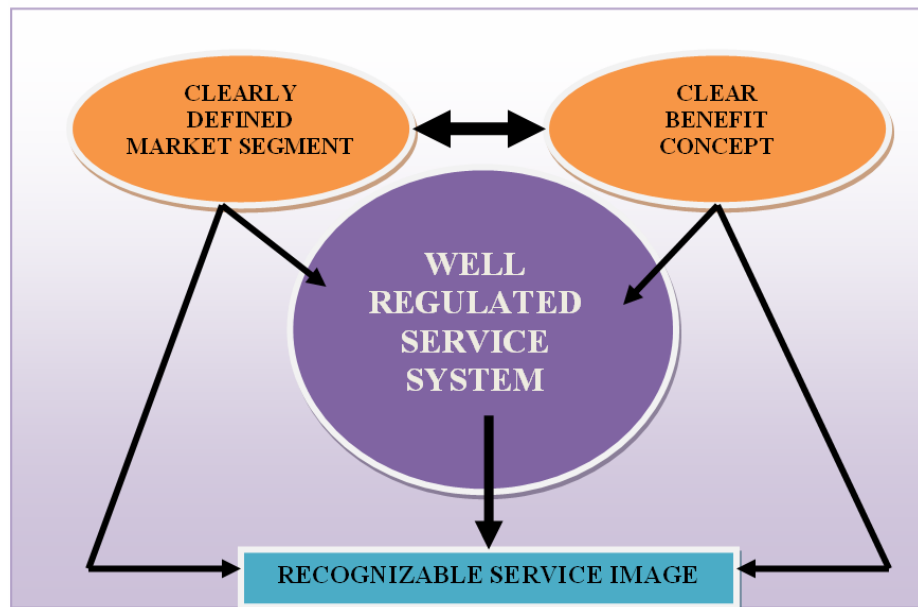 CLEARLY
DEFINED
MARKET SEGMENT
CLEAR
BENEFIT
CONCEPT
WELL
REGULATED
SERVICE
SYSTEM
RECOGNIZABLE SERVICE IMAGE